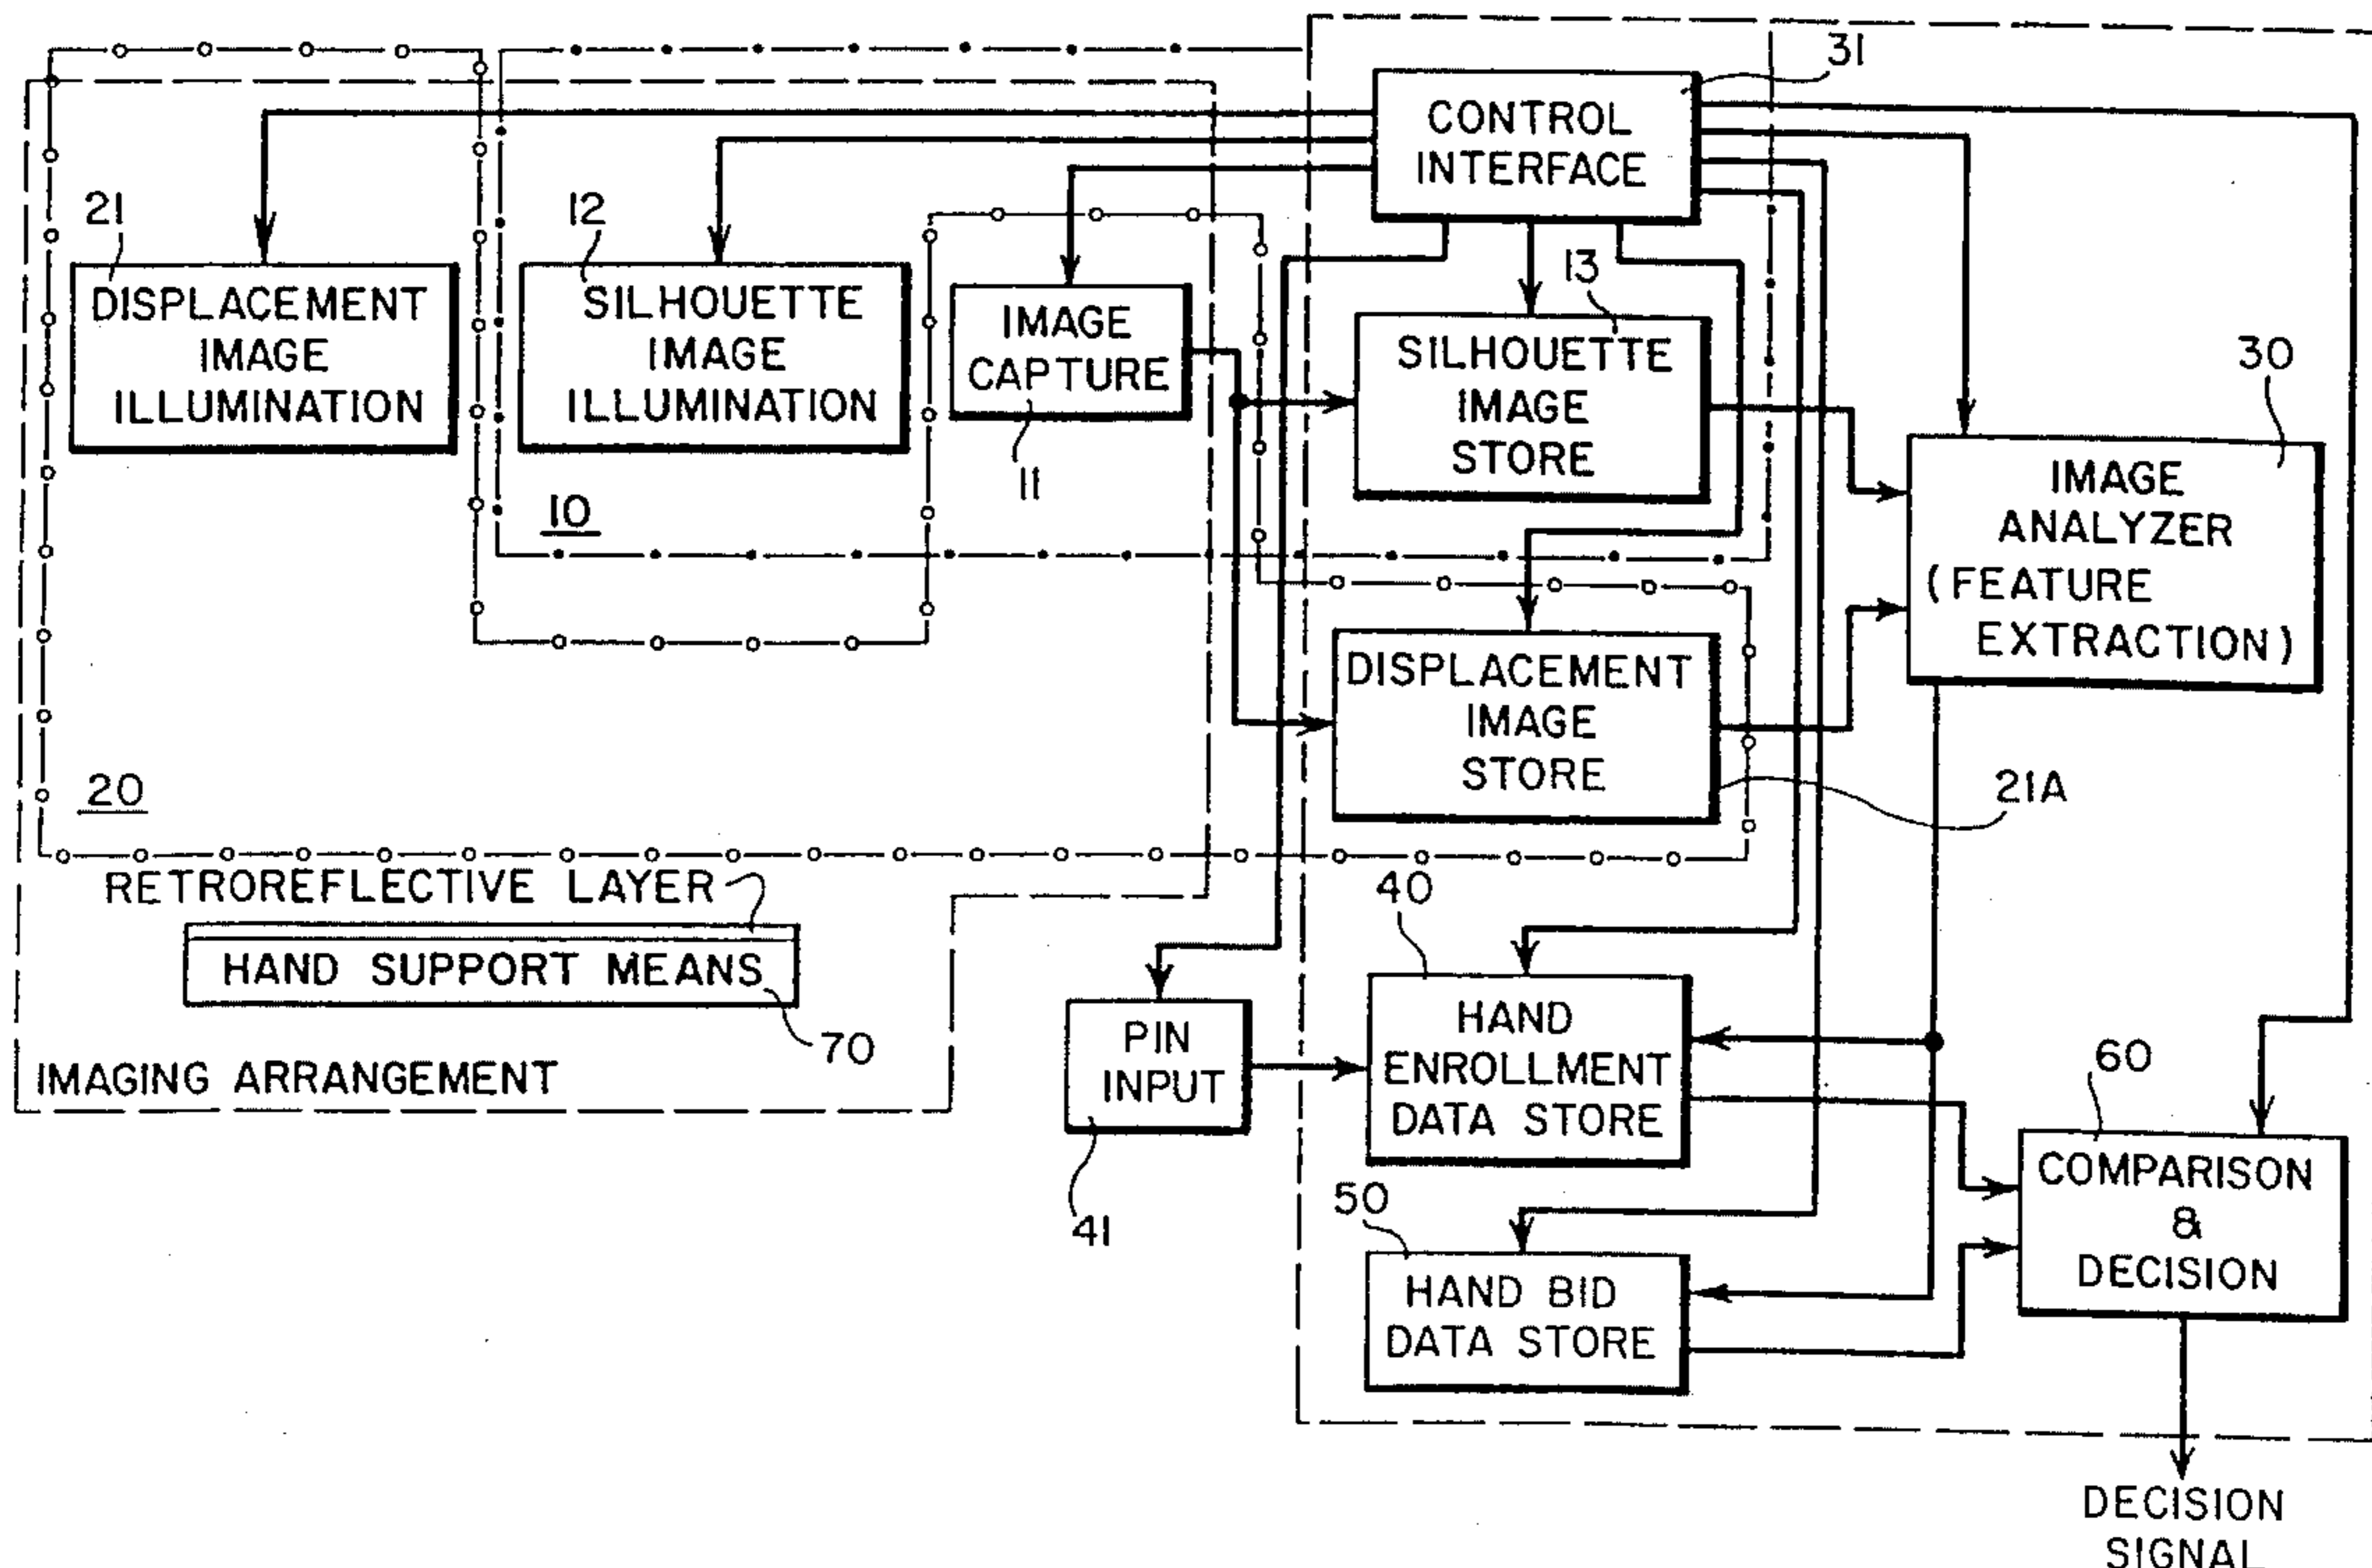 31
CONTROL
INTERFACE
21
DISPLACEMENT
IMAGE
ILLUMINATION
12
SILHOUETTE
IMAGE
ILLUMINATION
10
IMAGE
CAPTURE
11
13
SILHOUETTE
IMAGE
STORE
30
IMAGE
ANALYZER
(FEATURE
EXTRACTION)
DISPLACEMENT
IMAGE
STORE
21A
20
RETROREFLECTIVE LAYER
HAND SUPPORT MEANS
70
IMAGING ARRANGEMENT
PIN
INPUT
41
40
HAND
ENROLLMENT
DATA STORE
50
HAND BID
DATA STORE
60
COMPARISON
&
DECISION
DECISION
SIGNAL